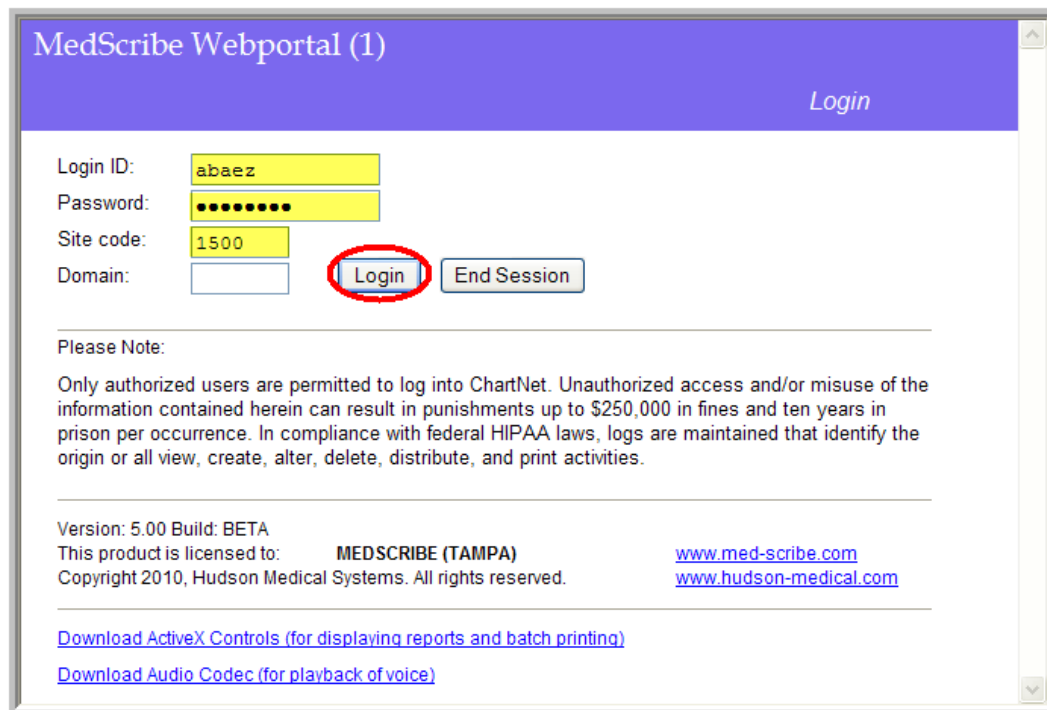 MedScribe Webportal (1)
Login
Login ID: abaez
Password: ●●●●●●●●
Site code: 1500
Domain: Login End Session
Please Note:
Only authorized users are permitted to log into ChartNet. Unauthorized access and/or misuse of the
information contained herein can result in punishments up to $250,000 in fines and ten years in
prison per occurrence. In compliance with federal HIPAA laws, logs are maintained that identify the
origin or all view, create, alter, delete, distribute, and print activities.
Version: 5.00 Build: BETA
This product is licensed to: MEDSCRIBE (TAMPA) www.med-scribe.com
Copyright 2010, Hudson Medical Systems. All rights reserved. www.hudson-medical.com
Download ActiveX Controls (for displaying reports and batch printing)
Download Audio Codec (for playback of voice)